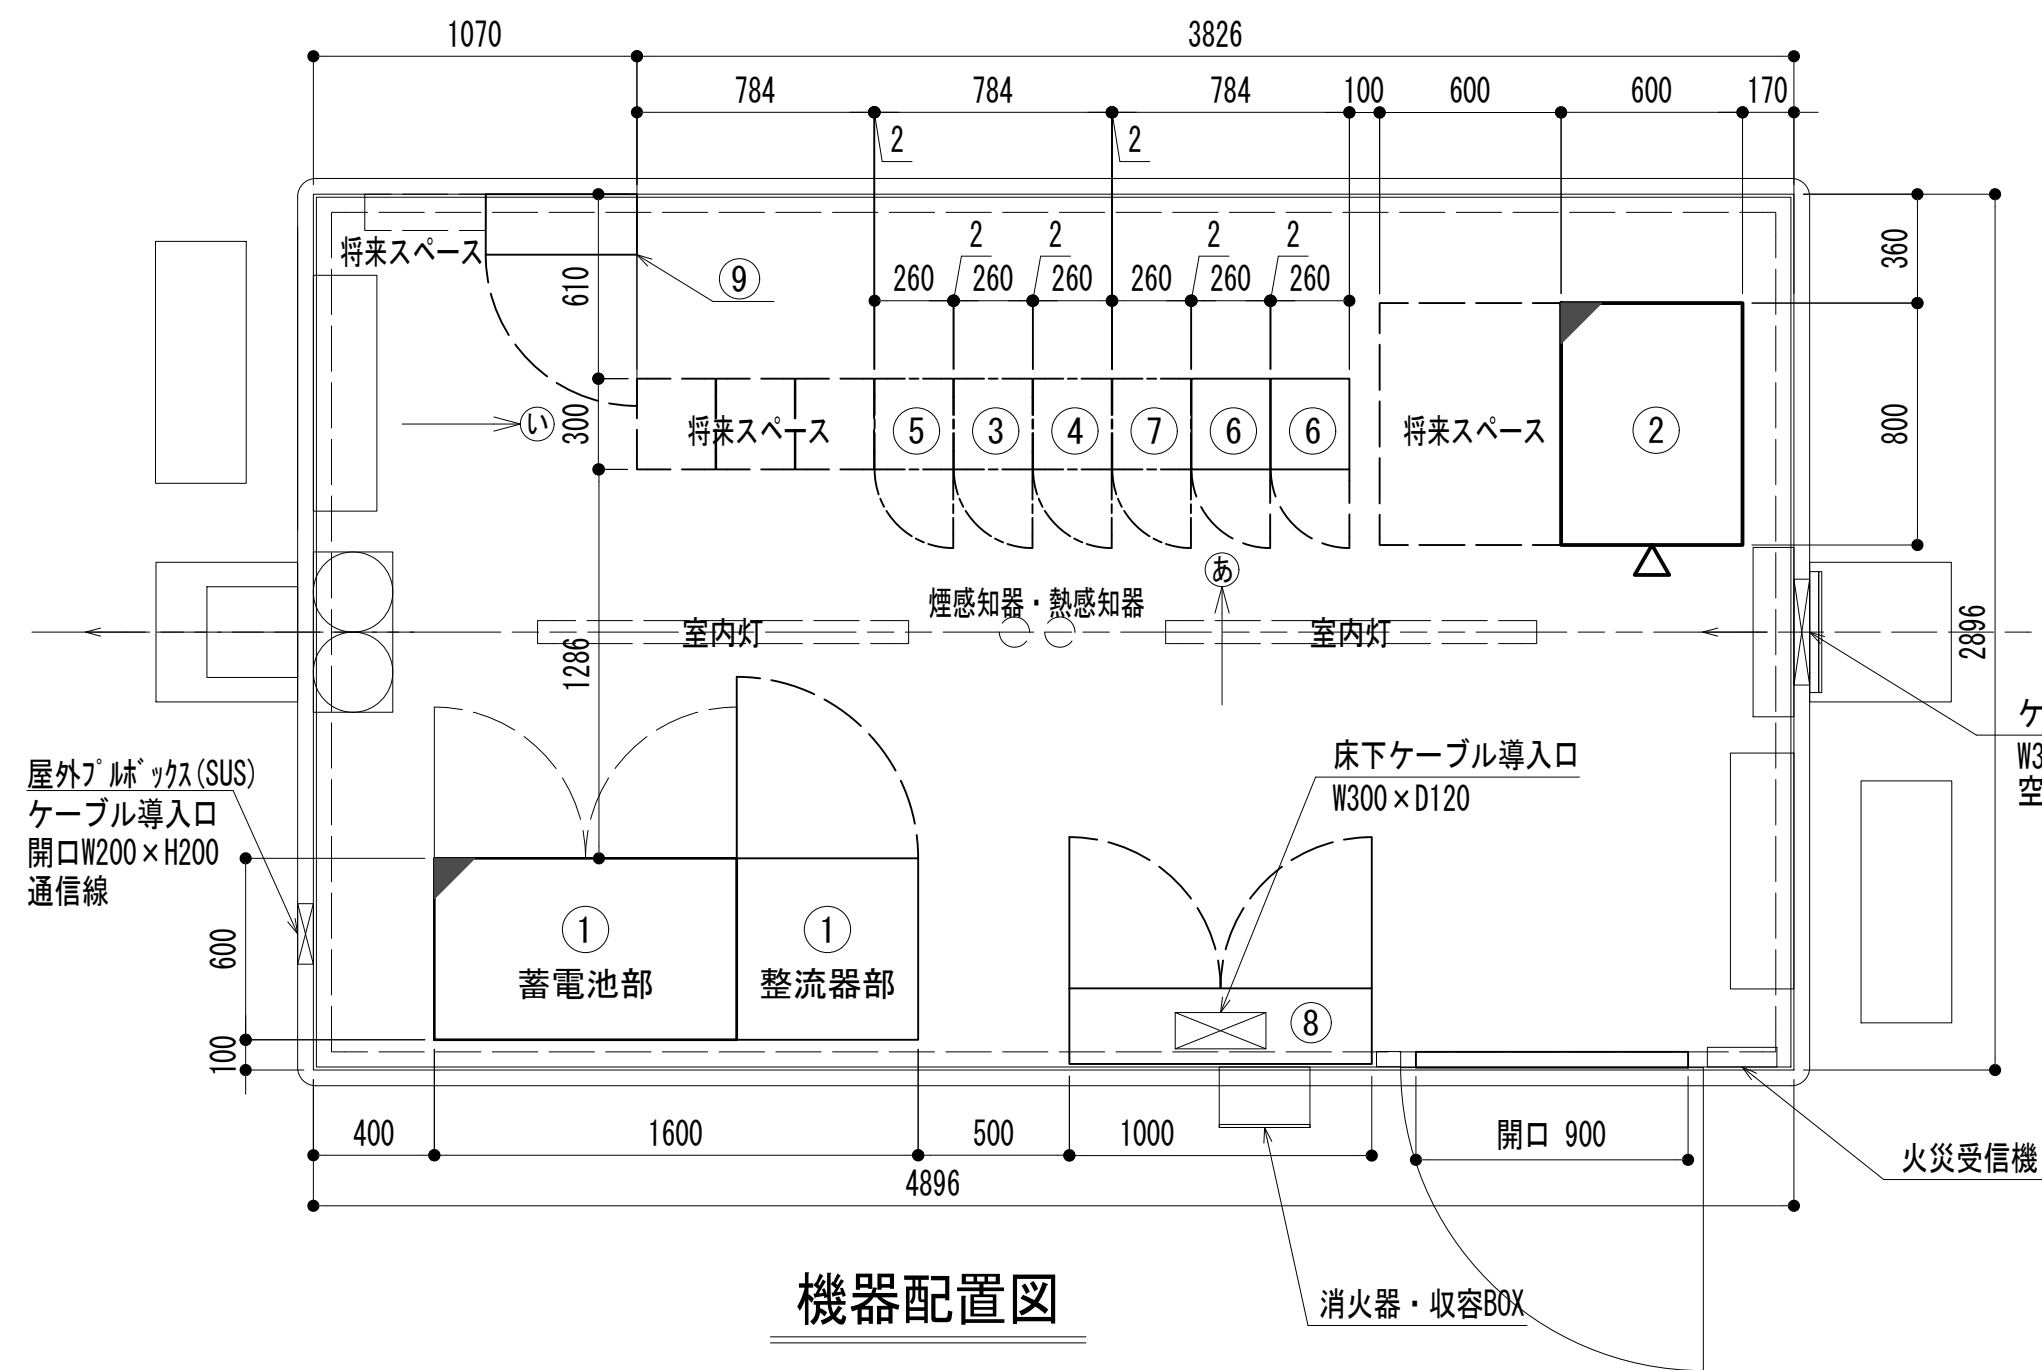 1070
3826
784
784
784
100
600
600
170
2
2
将来スペース
610
⑨
2
2
2
2
260
260
260
260
260
260
360
い
300
将来スペース
⑤
③
④
⑦
⑥
⑥
将来スペース
②
800
あ
煙感知器・熱感知器
室内灯
室内灯
1286
2896
屋外プルボックス(SUS)
ケーブル導入口
開口W200×H200
通信線
床下ケーブル導入口
W300×D120
ケ
W3
空
600
①
蓄電池部
①
整流器部
⑧
100
400
1600
500
1000
開口 900
4896
火災受信機
消火器・収容BOX
機器配置図